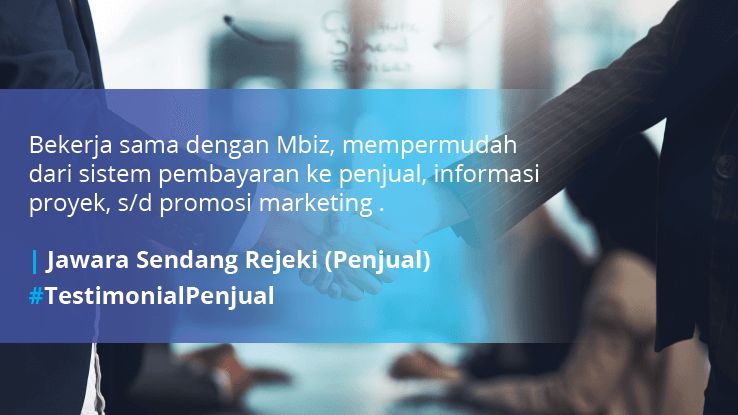 Bekerja sama dengan Mbiz, mempermudah
dari sistem pembayaran ke penjual, informasi
proyek, s/d promosi marketing .
| Jawara Sendang Rejeki (Penjual)
#TestimonialPenjual